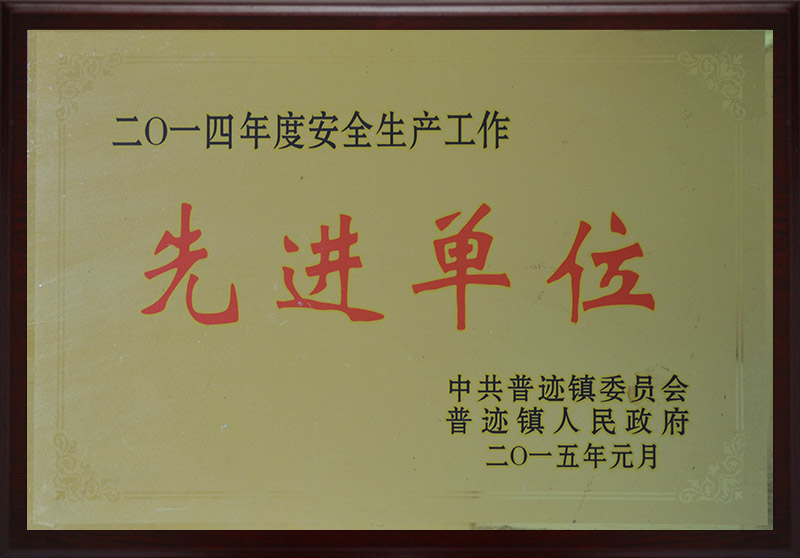 二〇一四年度安全生产工作
先进单位
中共普迹镇委员会
普迹镇人民政府
二〇一五年元月